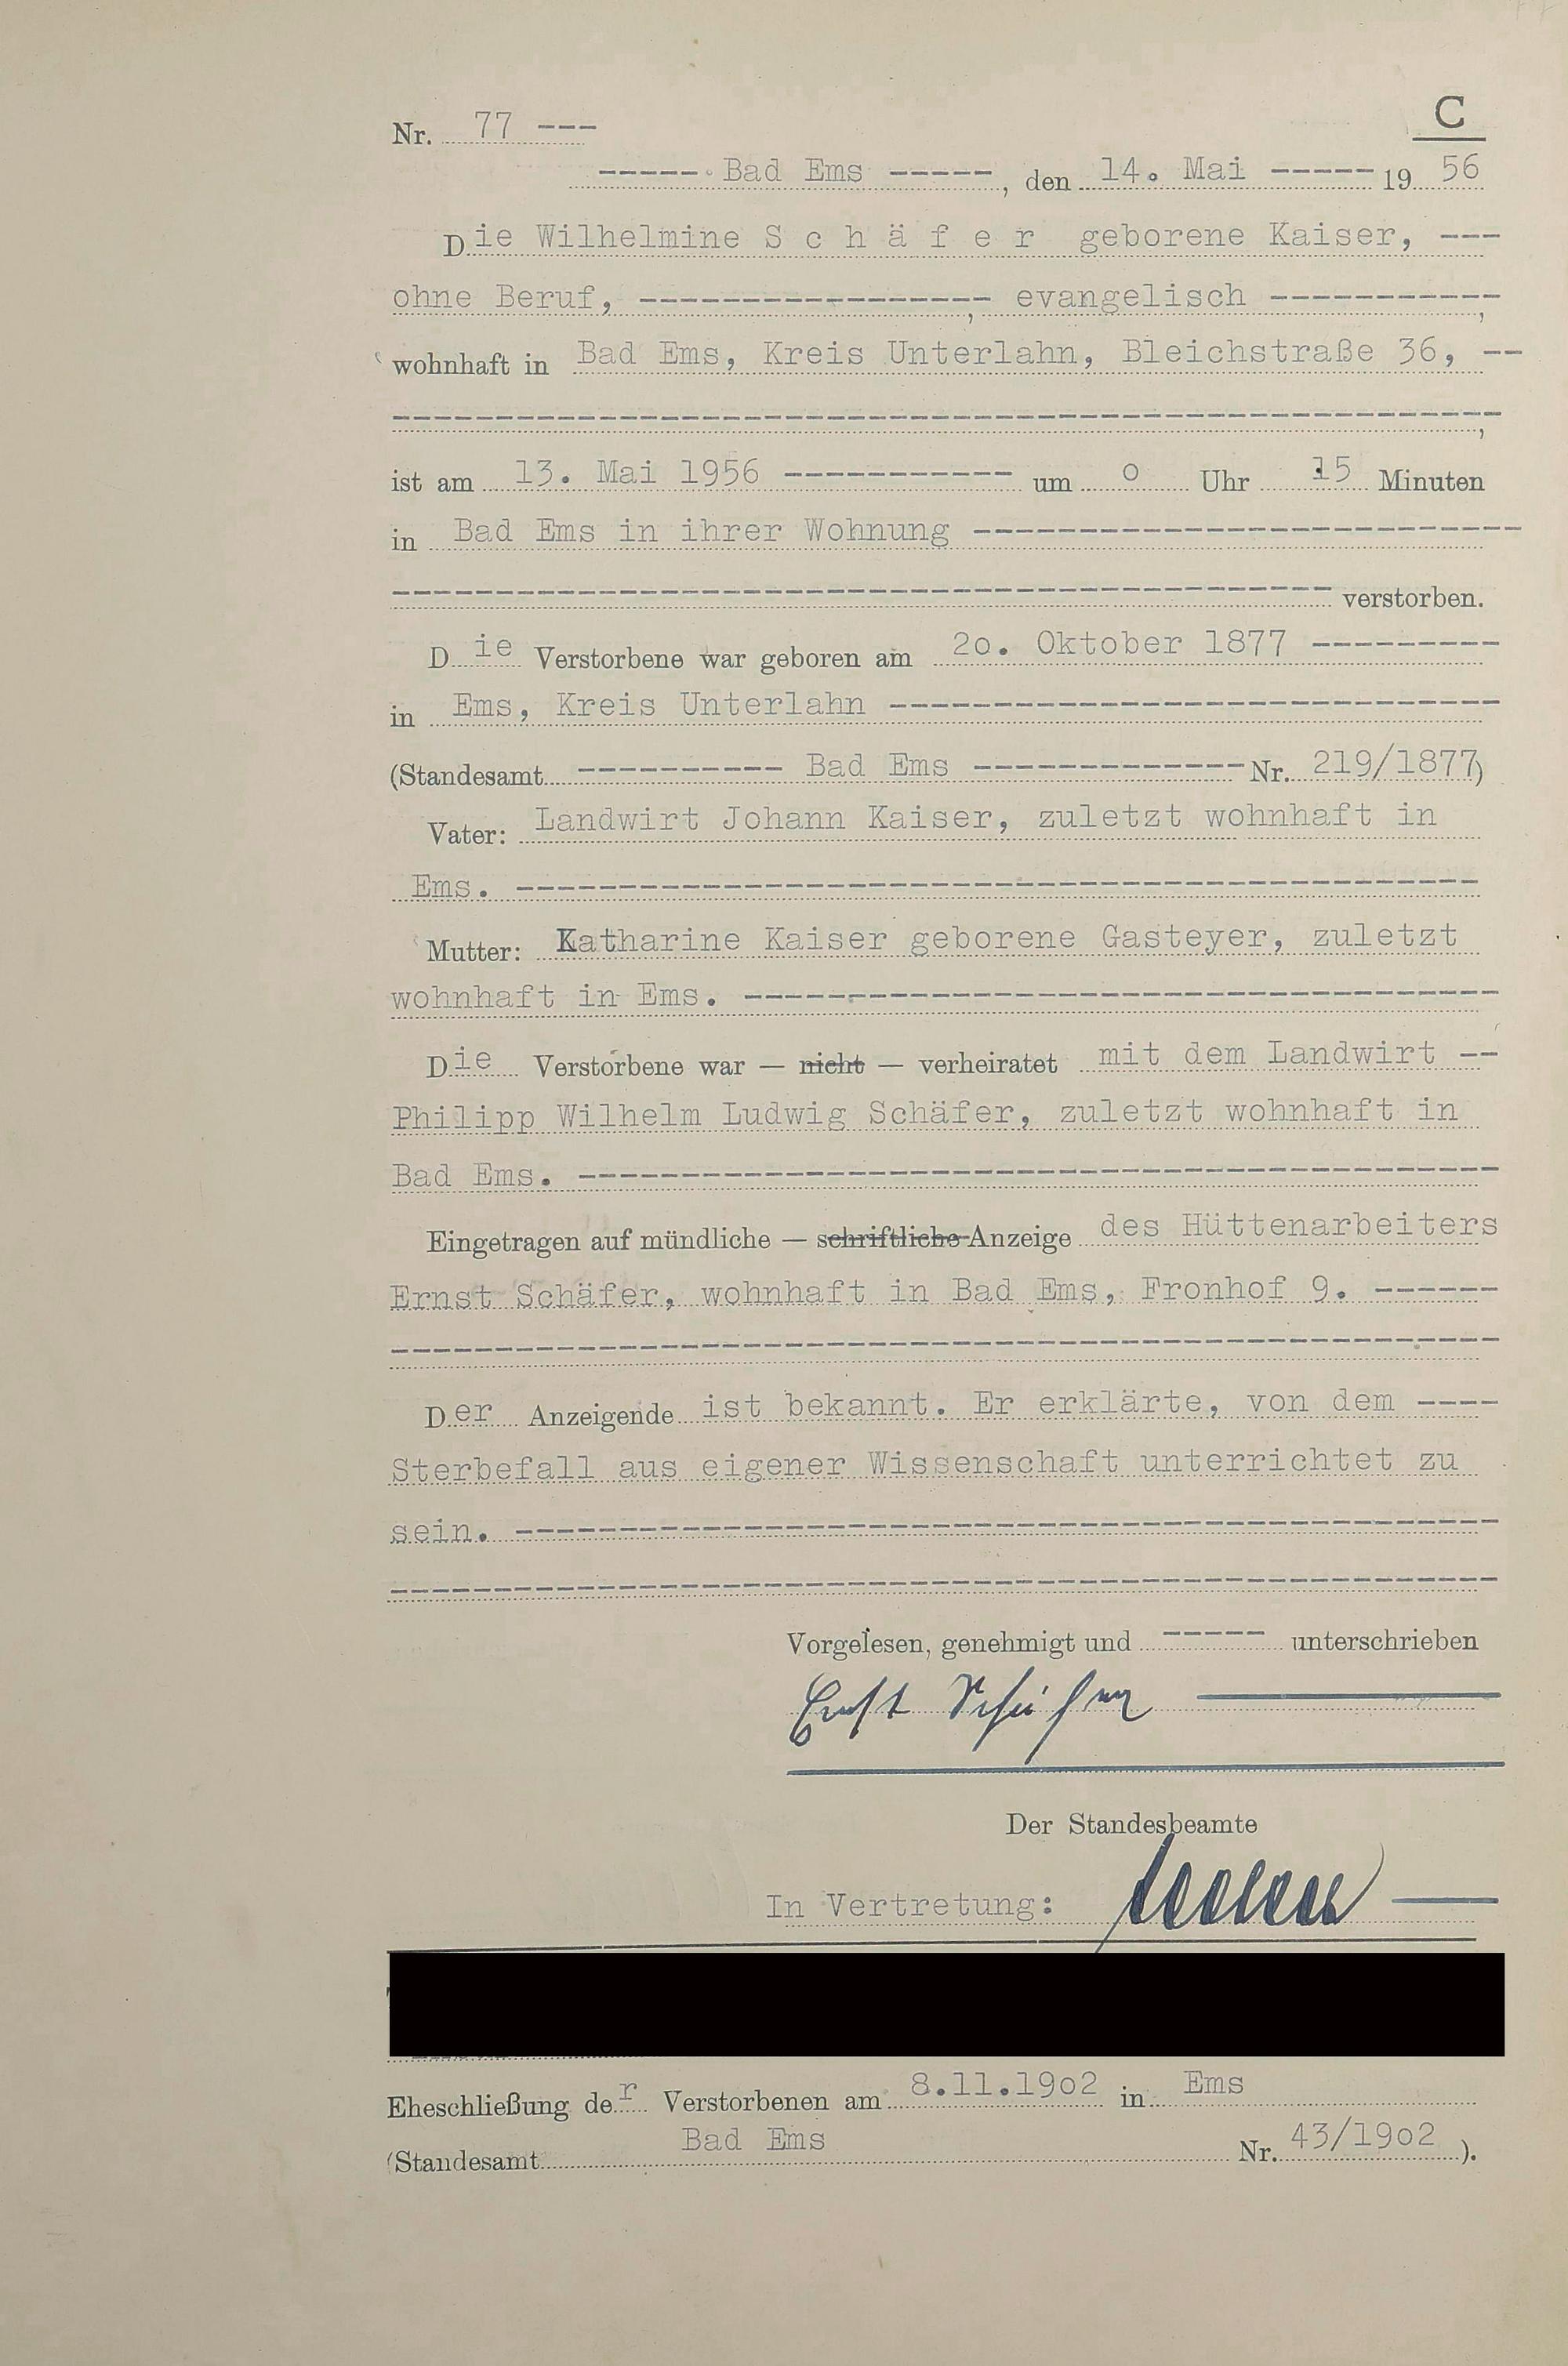 C
Nr. 77 ---
----- Bad Ems -----, den 14. Mai ----- 19 56
Die Wilhelmine S c h ä f e r geborene Kaiser, ---
ohne Beruf, -----------------, evangelisch -----------,
wohnhaft in Bad Ems, Kreis Unterlahn, Bleichstraße 36, --
------------------------------------------------------,
ist am 13. Mai 1956 ----------- um 0 Uhr 15 Minuten
in Bad Ems in ihrer Wohnung ---------------------------
---------------------------------------------- verstorben.
Die Verstorbene war geboren am 2o. Oktober 1877 ---------
in Ems, Kreis Unterlahn ------------------------------
(Standesamt ---------- Bad Ems ------------- Nr. 219/1877)
Vater: Landwirt Johann Kaiser, zuletzt wohnhaft in
Ems. -----------------------------------------------
Mutter: Katharine Kaiser geborene Gasteyer, zuletzt
wohnhaft in Ems. -------------------------------------
Die Verstorbene war — nicht — verheiratet mit dem Landwirt --
Philipp Wilhelm Ludwig Schäfer, zuletzt wohnhaft in
Bad Ems. ---------------------------------------------
Eingetragen auf mündliche — schriftliche Anzeige des Hüttenarbeiters
Ernst Schäfer, wohnhaft in Bad Ems, Fronhof 9. ------
------------------------------------------------------
Der Anzeigende ist bekannt. Er erklärte, von dem ----
Sterbefall aus eigener Wissenschaft unterrichtet zu
sein. ------------------------------------------------
------------------------------------------------------
Vorgelesen, genehmigt und ----- unterschrieben
Ernst Schäfer
Der Standesbeamte
In Vertretung:
Eheschließung der Verstorbenen am 8.11.19o2 in Ems
(Standesamt Bad Ems Nr. 43/19o2 ).